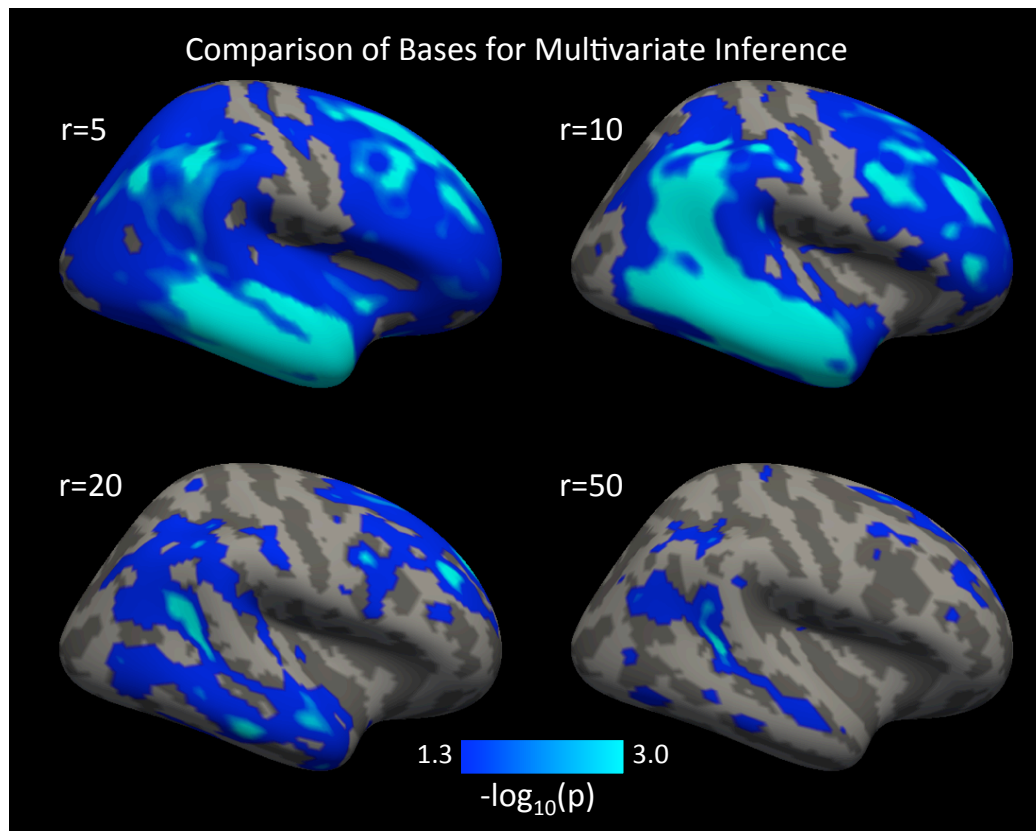 Comparison of Bases for Multivariate Inference
r=5
r=10
r=20
r=50
1.3
3.0
-log₁₀(p)